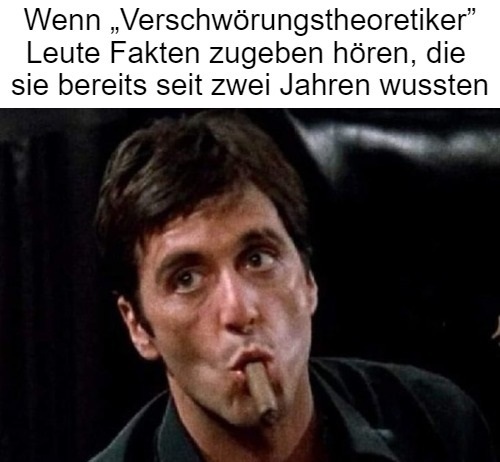 Wenn „Verschwörungstheoretiker”
Leute Fakten zugeben hören, die
sie bereits seit zwei Jahren wussten